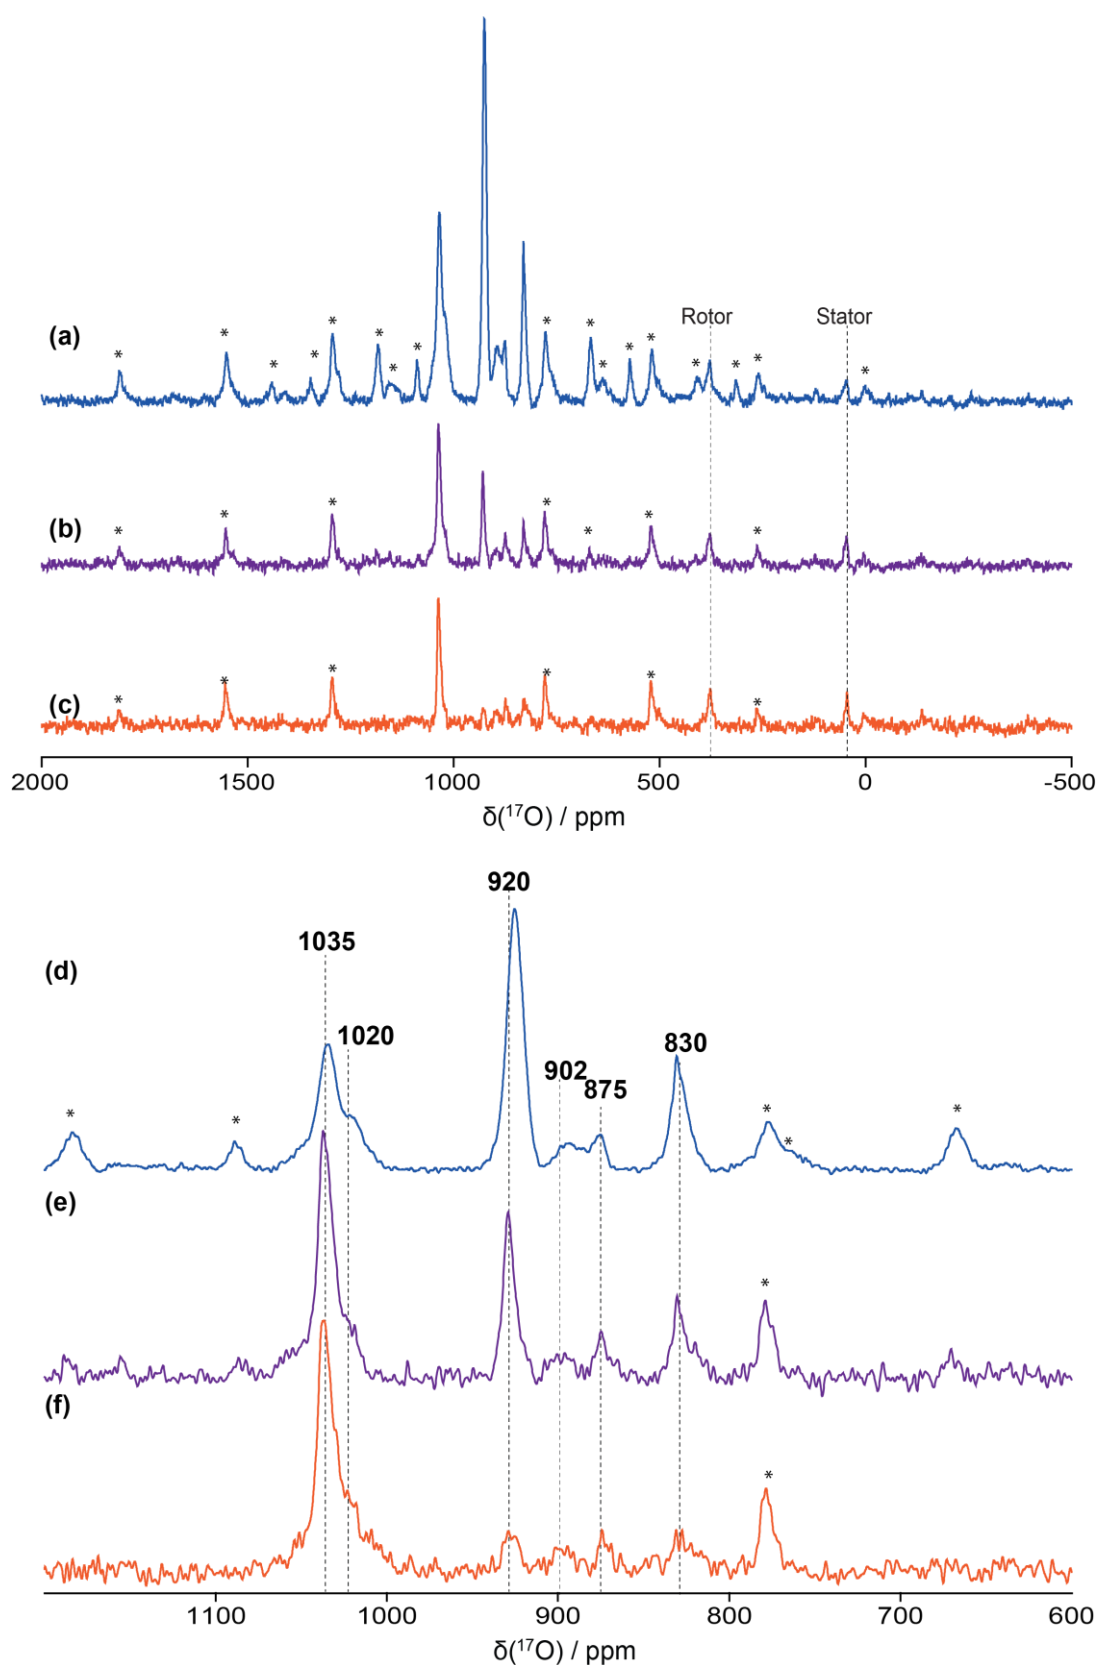 Rotor Stator
(a)
* * * * * * * * * * * * * * * *
(b)
* * * * * * *
(c)
* * * * * *
2000 1500 1000 500 0 -500
δ(¹⁷O) / ppm
920
1035
(d)
1020
830
902
875
* * * * *
(e)
*
(f)
*
1100 1000 900 800 700 600
δ(¹⁷O) / ppm